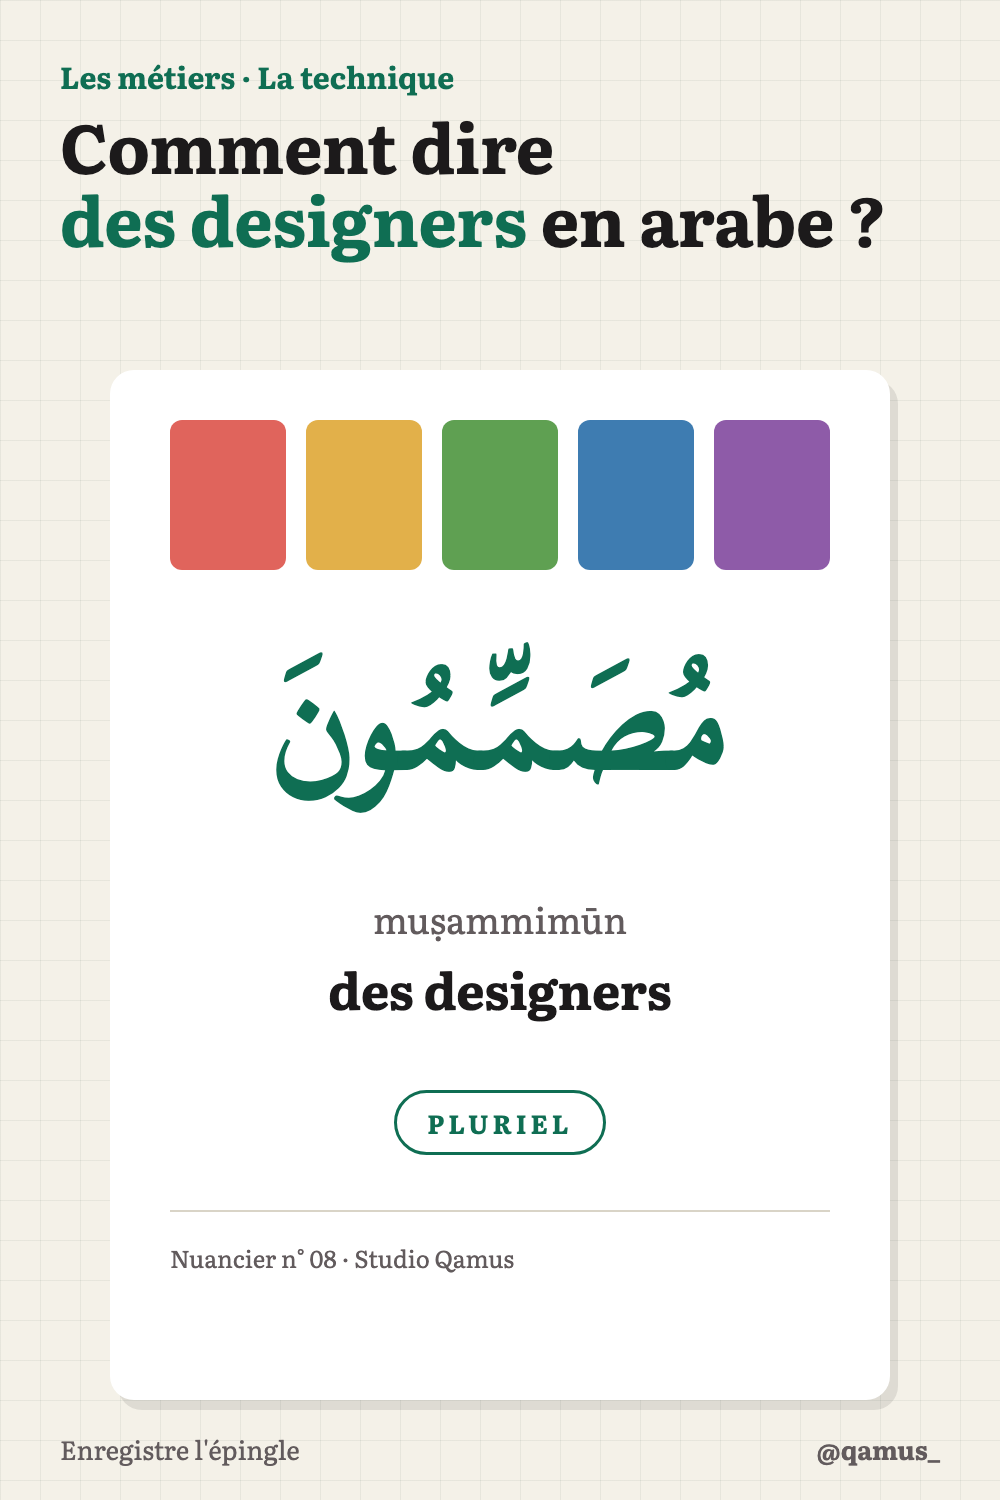 Les métiers · La technique
Comment dire
des designers en arabe ?
مُصَمِّمُونَ
muṣammimūn
des designers
PLURIEL
Nuancier n° 08 · Studio Qamus
Enregistre l'épingle
@qamus_